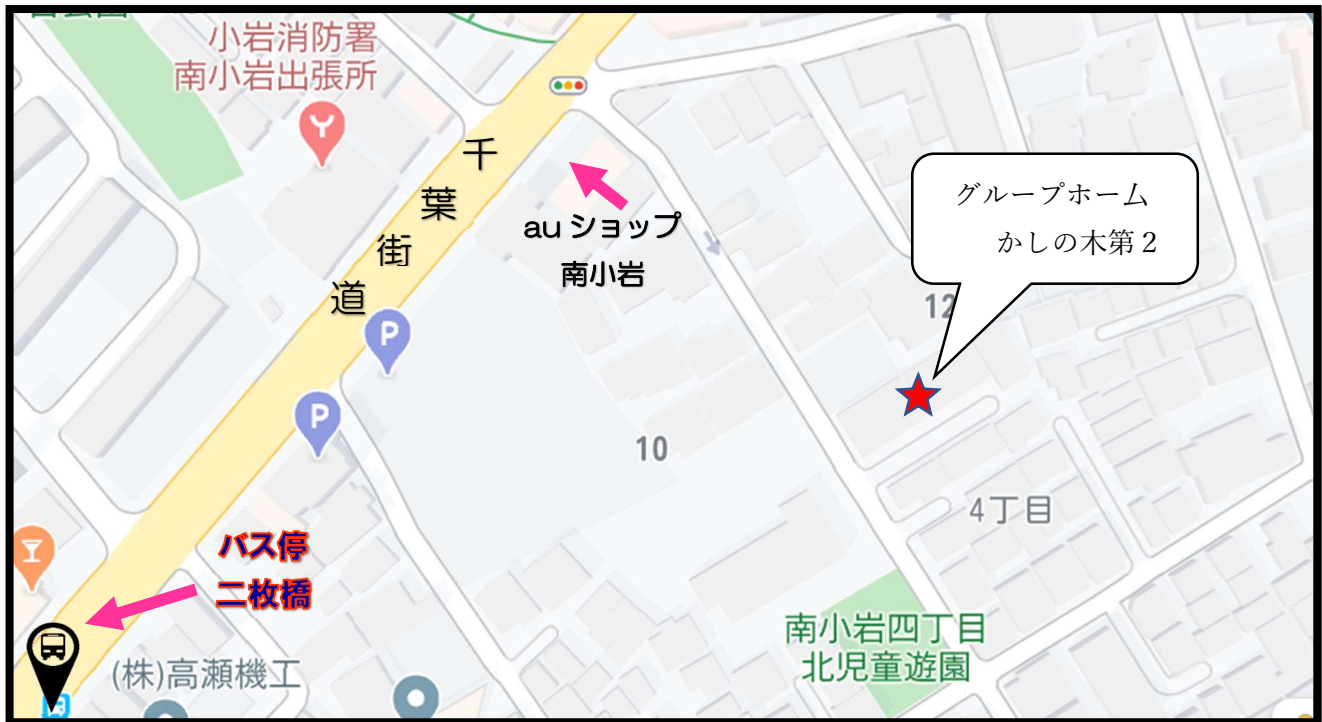 小岩消防署
南小岩出張所
千葉街道
au ショップ
南小岩
グループホーム
かしの木第２
12
P
P
10
4丁目
バス停
二枚橋
南小岩四丁目
北児童遊園
(株)高瀬機工